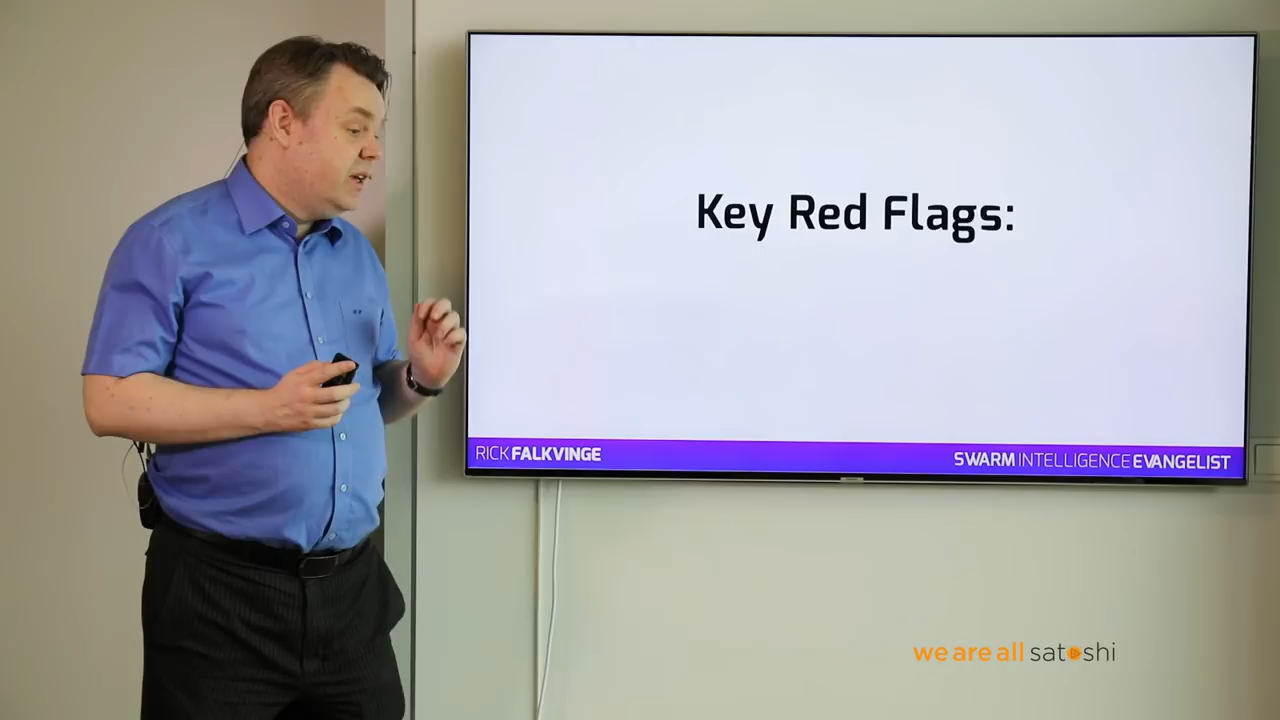 Key Red Flags:
RICK FALKVINGE
SWARM INTELLIGENCE EVANGELIST
we are all satoshi